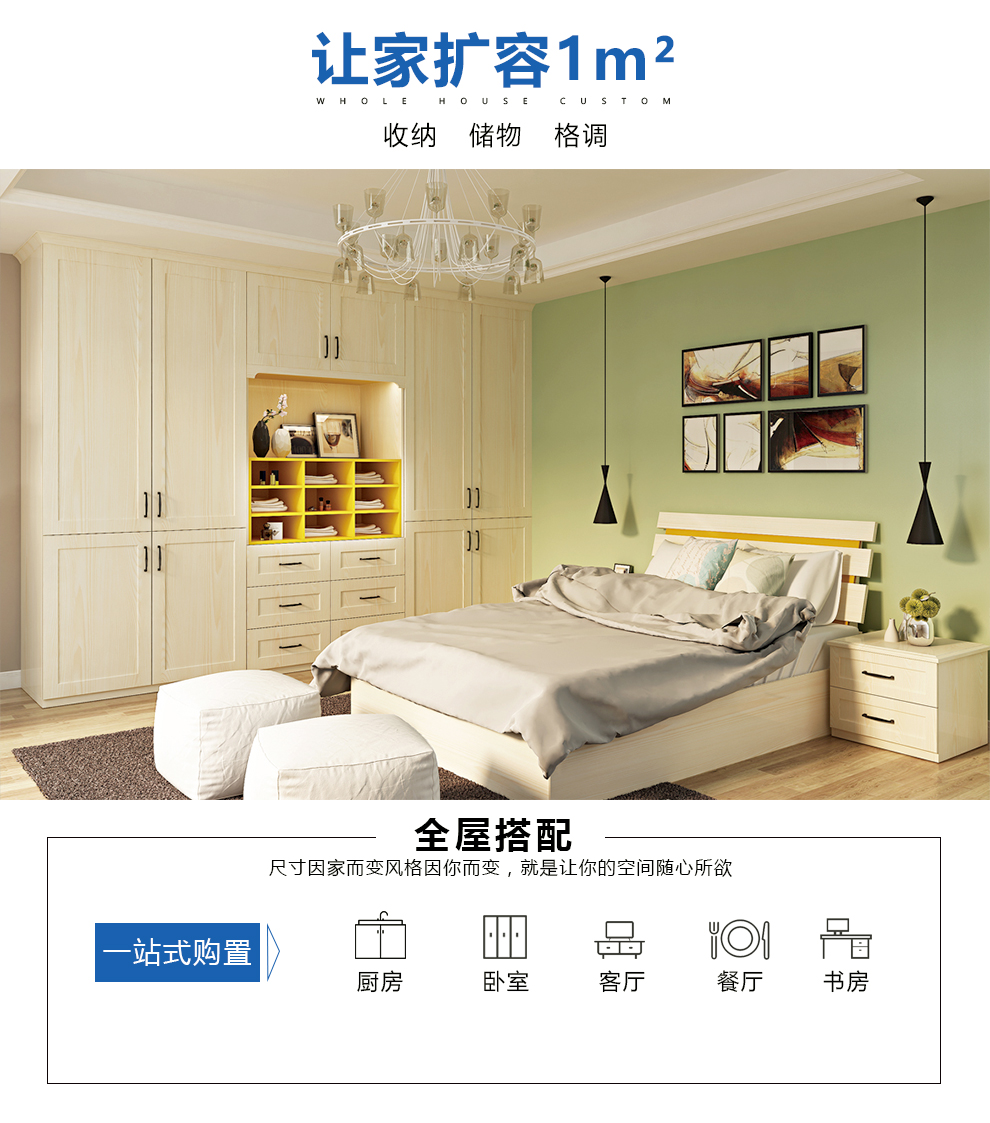 让家扩容1m²
WHOLE HOUSE CUSTOM
收纳 储物 格调
全屋搭配
尺寸因家而变风格因你而变，就是让你的空间随心所欲
一站式购置
厨房 卧室 客厅 餐厅 书房